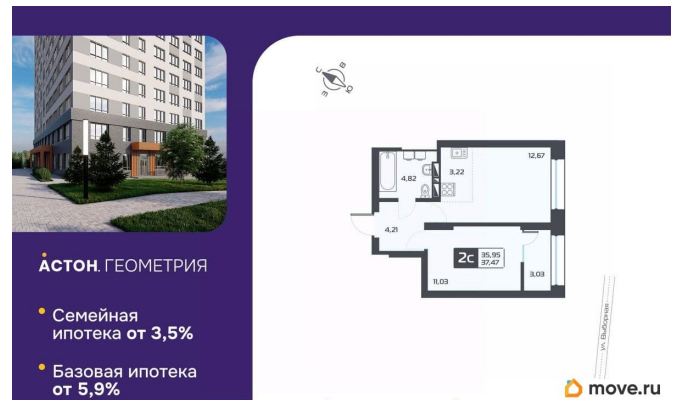 АСТОН. ГЕОМЕТРИЯ
Семейная
ипотека от 3,5%
Базовая ипотека
от 5,9%
С
В
З
Ю
12,67
3,22
4,82
4,21
2с
35,95
37,47
11,03
3,03
ул. Выборная
move.ru